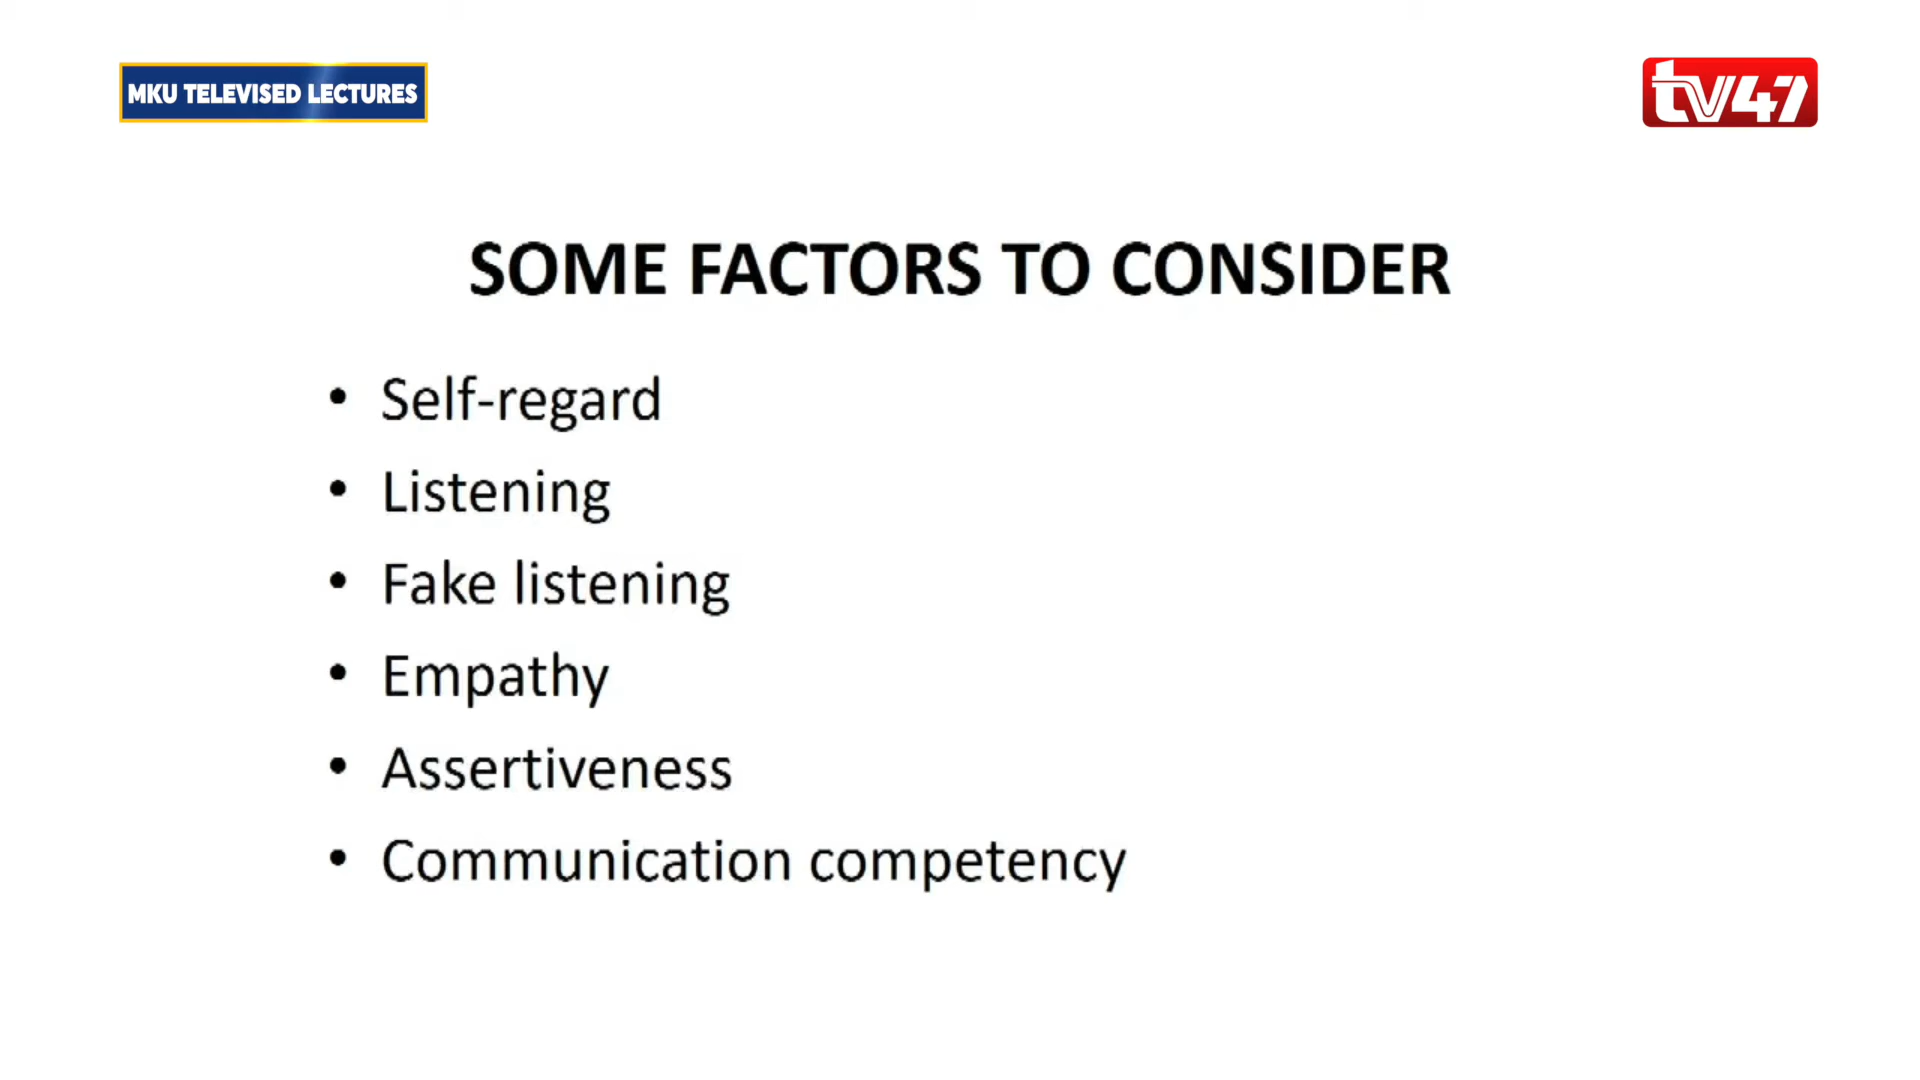 MKU TELEVISED LECTURES
tv47
SOME FACTORS TO CONSIDER
• Self-regard
• Listening
• Fake listening
• Empathy
• Assertiveness
• Communication competency